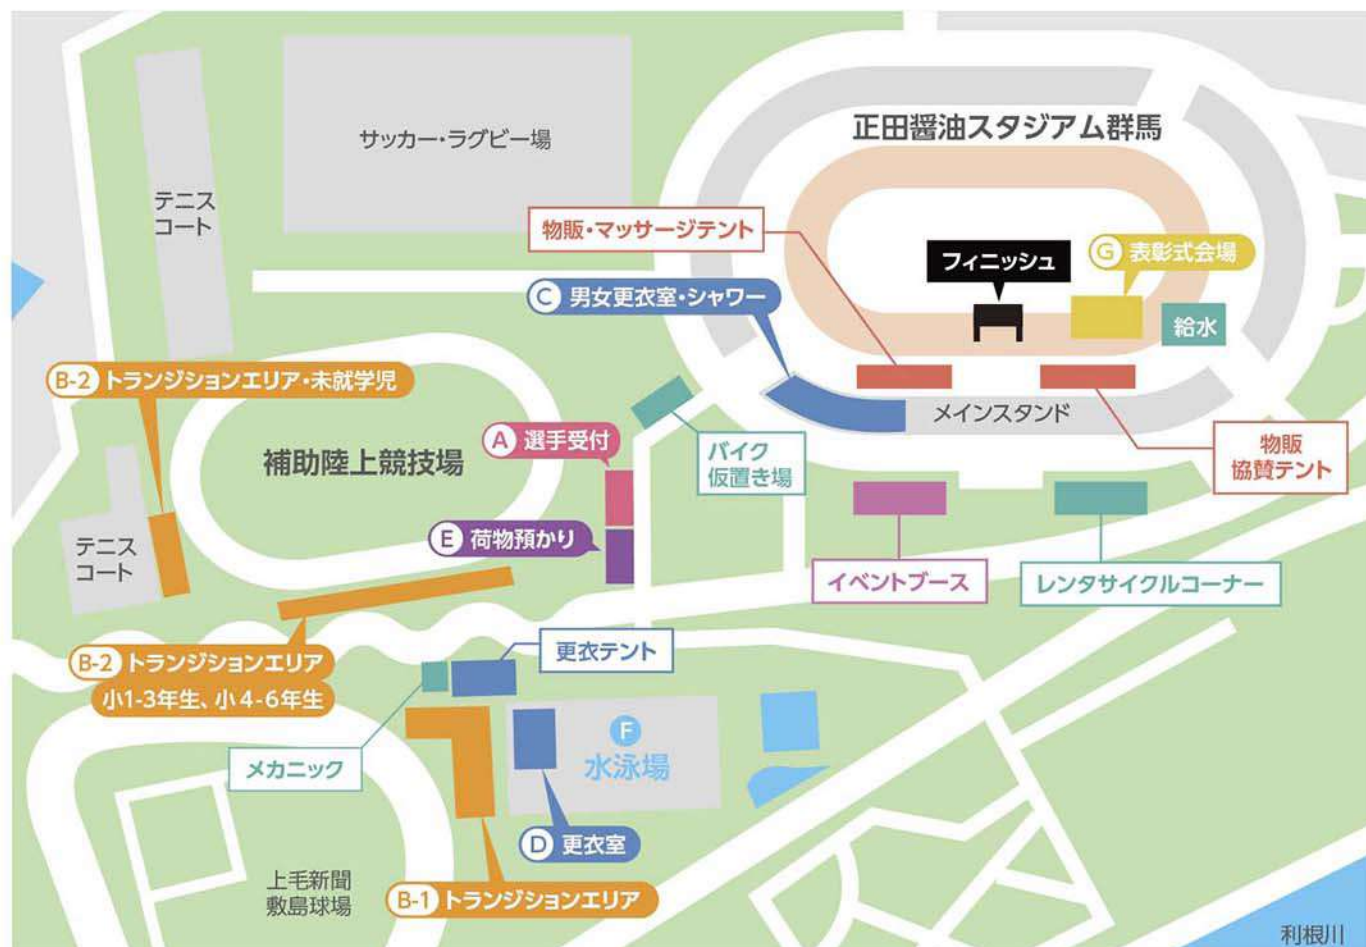 サッカー・ラグビー場
正田醤油スタジアム群馬
テニス
コート
物販・マッサージテント
フィニッシュ
G 表彰式会場
C 男女更衣室・シャワー
給水
B-2 トランジションエリア・未就学児
メインスタンド
A 選手受付
バイク
仮置き場
物販
協賛テント
補助陸上競技場
E 荷物預かり
テニス
コート
イベントブース
レンタサイクルコーナー
B-2 トランジションエリア
小1-3年生、小4-6年生
更衣テント
F
水泳場
メカニック
D 更衣室
上毛新聞
敷島球場
B-1 トランジションエリア
利根川